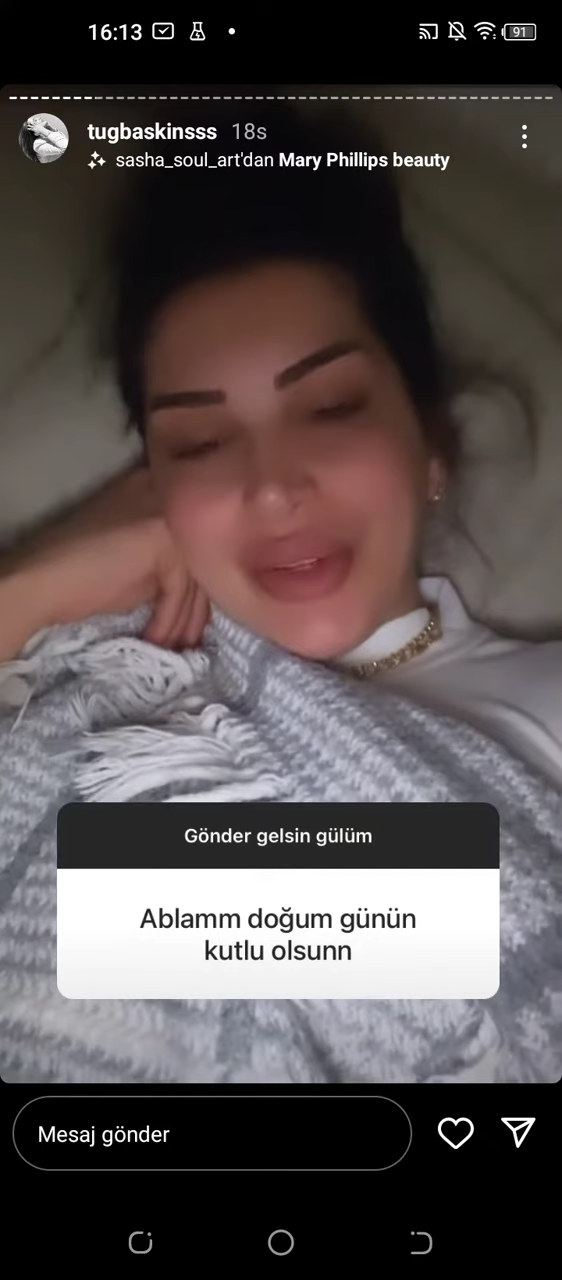 16:13
91
tugbaskinsss 18s
sasha_soul_art'dan Mary Phillips beauty
Gönder gelsin gülüm
Ablamm doğum günün
kutlu olsunn
Mesaj gönder